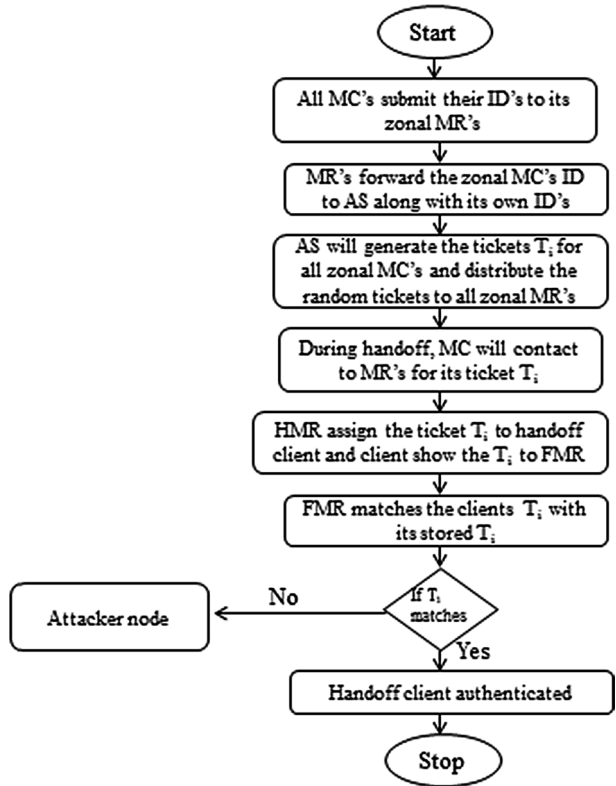 Start
All MC's submit their ID's to its
zonal MR's
MR's forward the zonal MC's ID
to AS along with its own ID's
AS will generate the tickets Tᵢ for
all zonal MC's and distribute the
random tickets to all zonal MR's
During handoff, MC will contact
to MR's for its ticket Tᵢ
HMR assign the ticket Tᵢ to handoff
client and client show the Tᵢ to FMR
FMR matches the clients Tᵢ with
its stored Tᵢ
If Tᵢ
matches
No
Attacker node
Yes
Handoff client authenticated
Stop